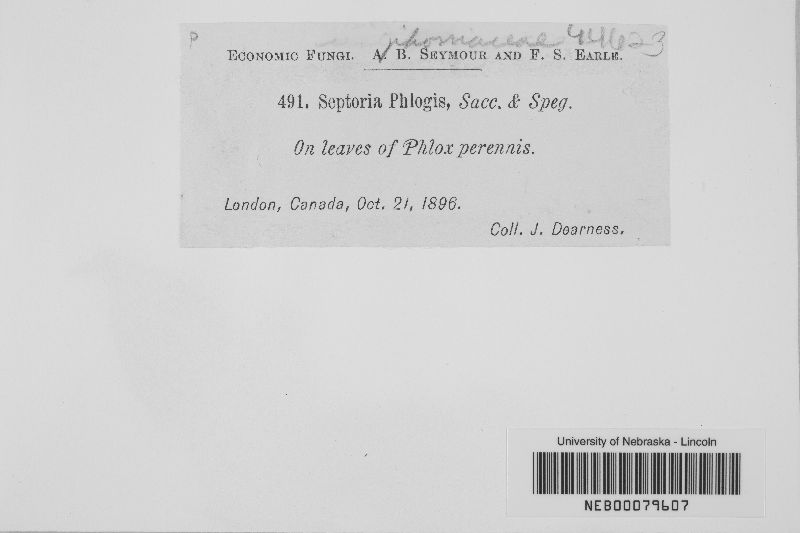 P
44623
ECONOMIC FUNGI. A. B. SEYMOUR AND F. S. EARLE.
491. Septoria Phlogis, Sacc. & Speg.
On leaves of Phlox perennis.
London, Canada, Oct. 21, 1896.
Coll. J. Dearness.
University of Nebraska - Lincoln
NEB00079607